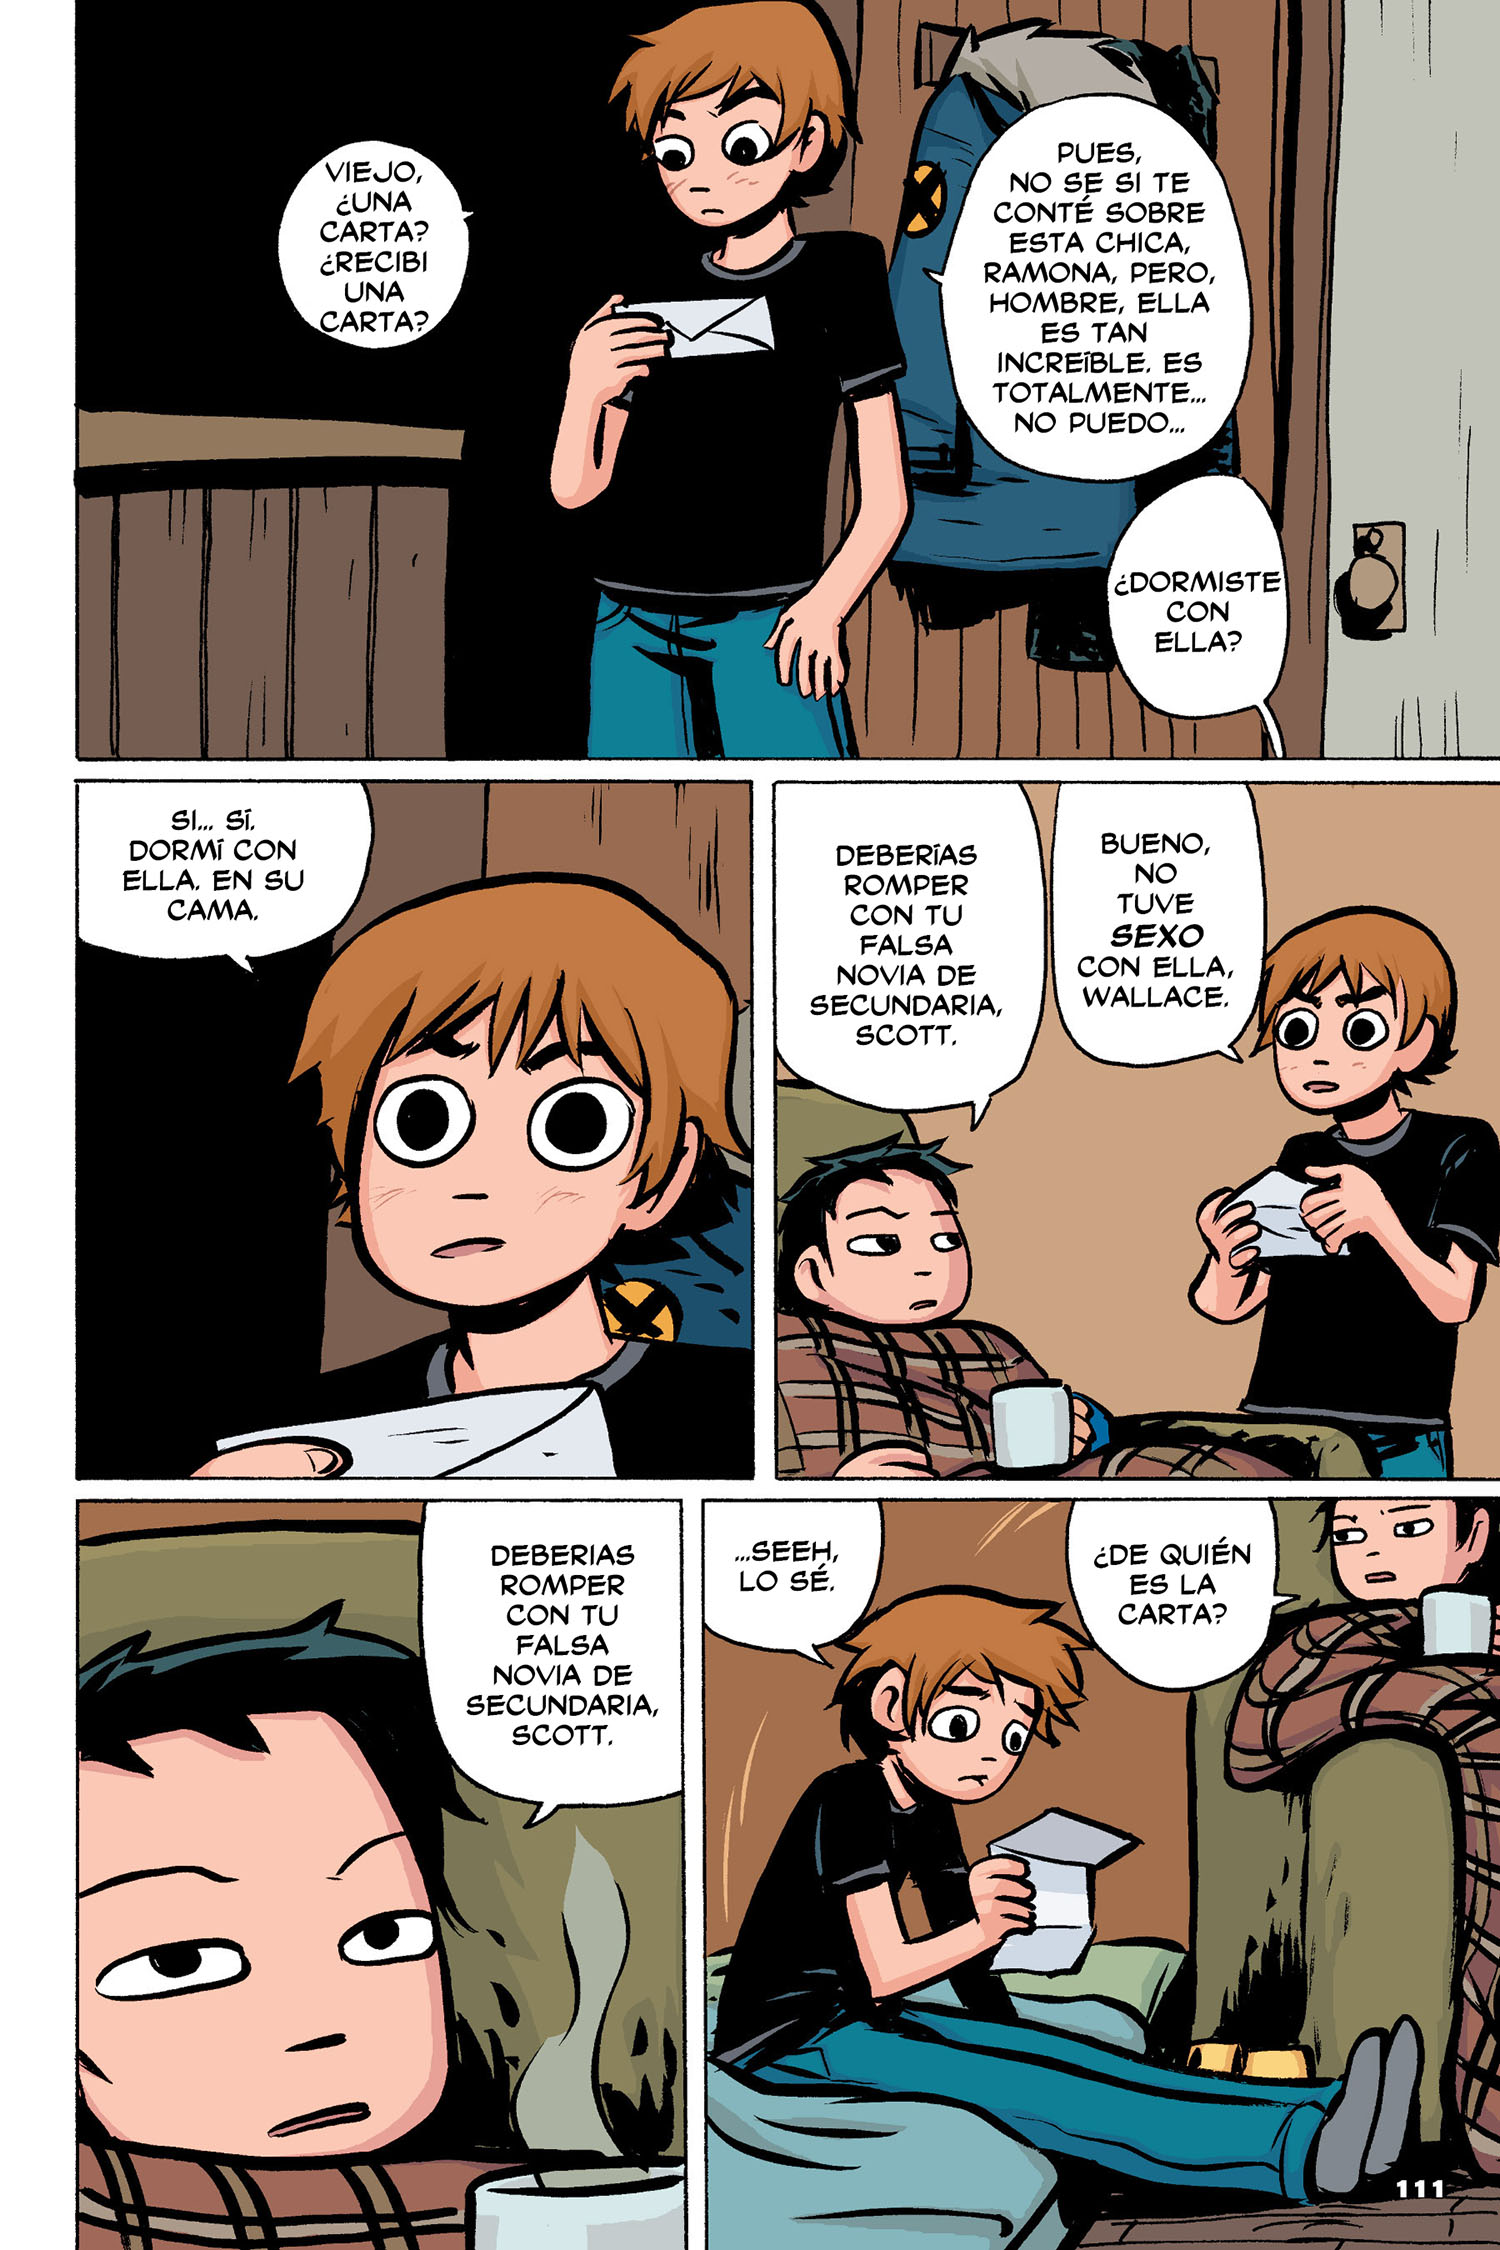 VIEJO,
¿UNA
CARTA?
¿RECIBI
UNA
CARTA?
PUES,
NO SE SI TE
CONTÉ SOBRE
ESTA CHICA,
RAMONA, PERO,
HOMBRE, ELLA
ES TAN
INCREÍBLE. ES
TOTALMENTE...
NO PUEDO...
¿DORMISTE
CON
ELLA?
SI... SÍ.
DORMÍ CON
ELLA. EN SU
CAMA.
DEBERÍAS
ROMPER
CON TU
FALSA
NOVIA DE
SECUNDARIA,
SCOTT.
BUENO,
NO
TUVE
SEXO
CON ELLA,
WALLACE.
DEBERIAS
ROMPER
CON TU
FALSA
NOVIA DE
SECUNDARIA,
SCOTT.
...SEEH,
LO SÉ.
¿DE QUIÉN
ES LA
CARTA?
111